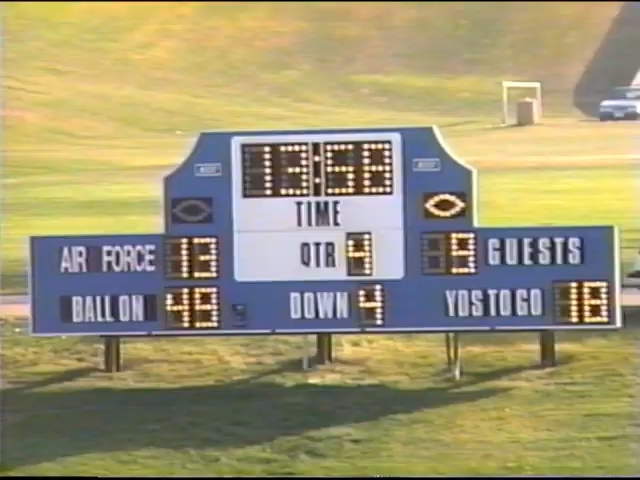 13:58
TIME
AIR FORCE 13 QTR 4 9 GUESTS
BALL ON 49 DOWN 4 YDS TO GO 18